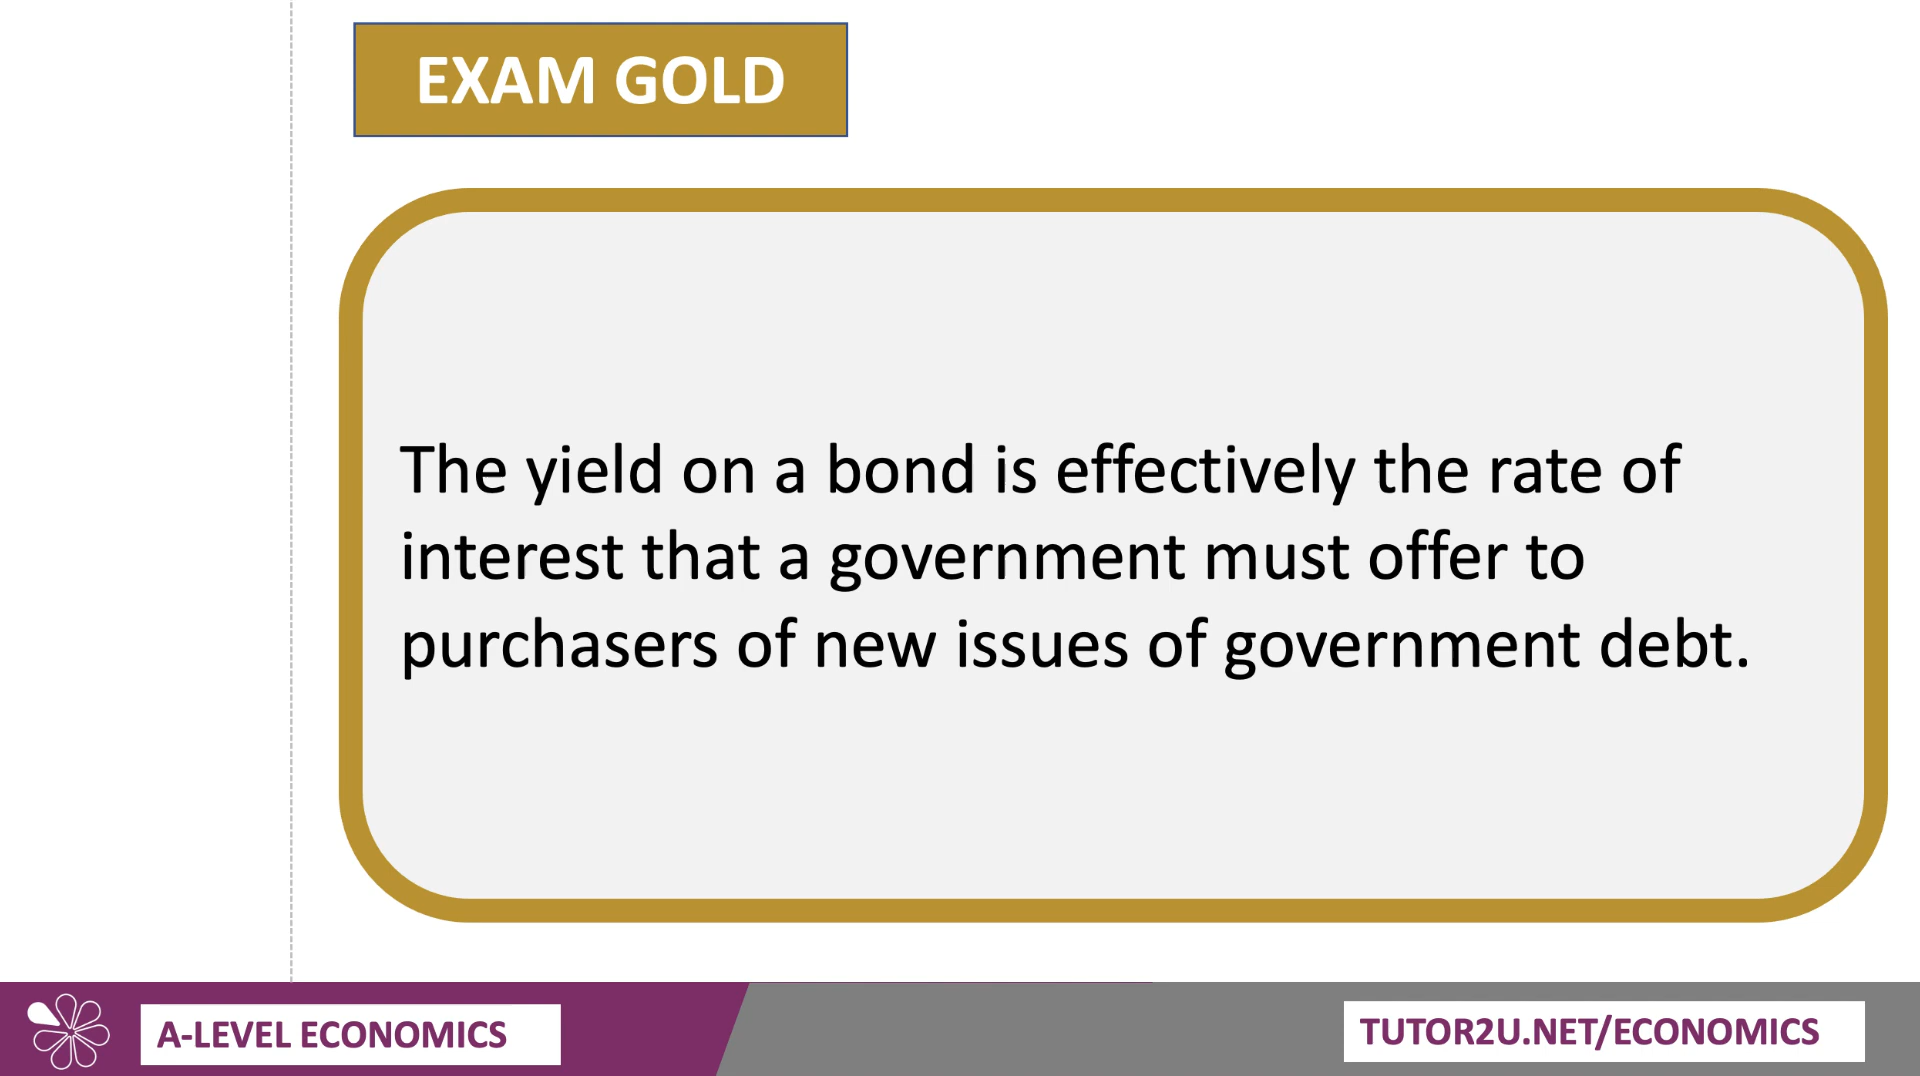 EXAM GOLD
The yield on a bond is effectively the rate of
interest that a government must offer to
purchasers of new issues of government debt.
A-LEVEL ECONOMICS
TUTOR2U.NET/ECONOMICS